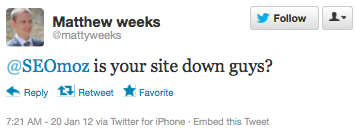 Matthew weeks
@mattyweeks
Follow
@SEOmoz is your site down guys?
Reply Retweet Favorite
7:21 AM - 20 Jan 12 via Twitter for iPhone · Embed this Tweet